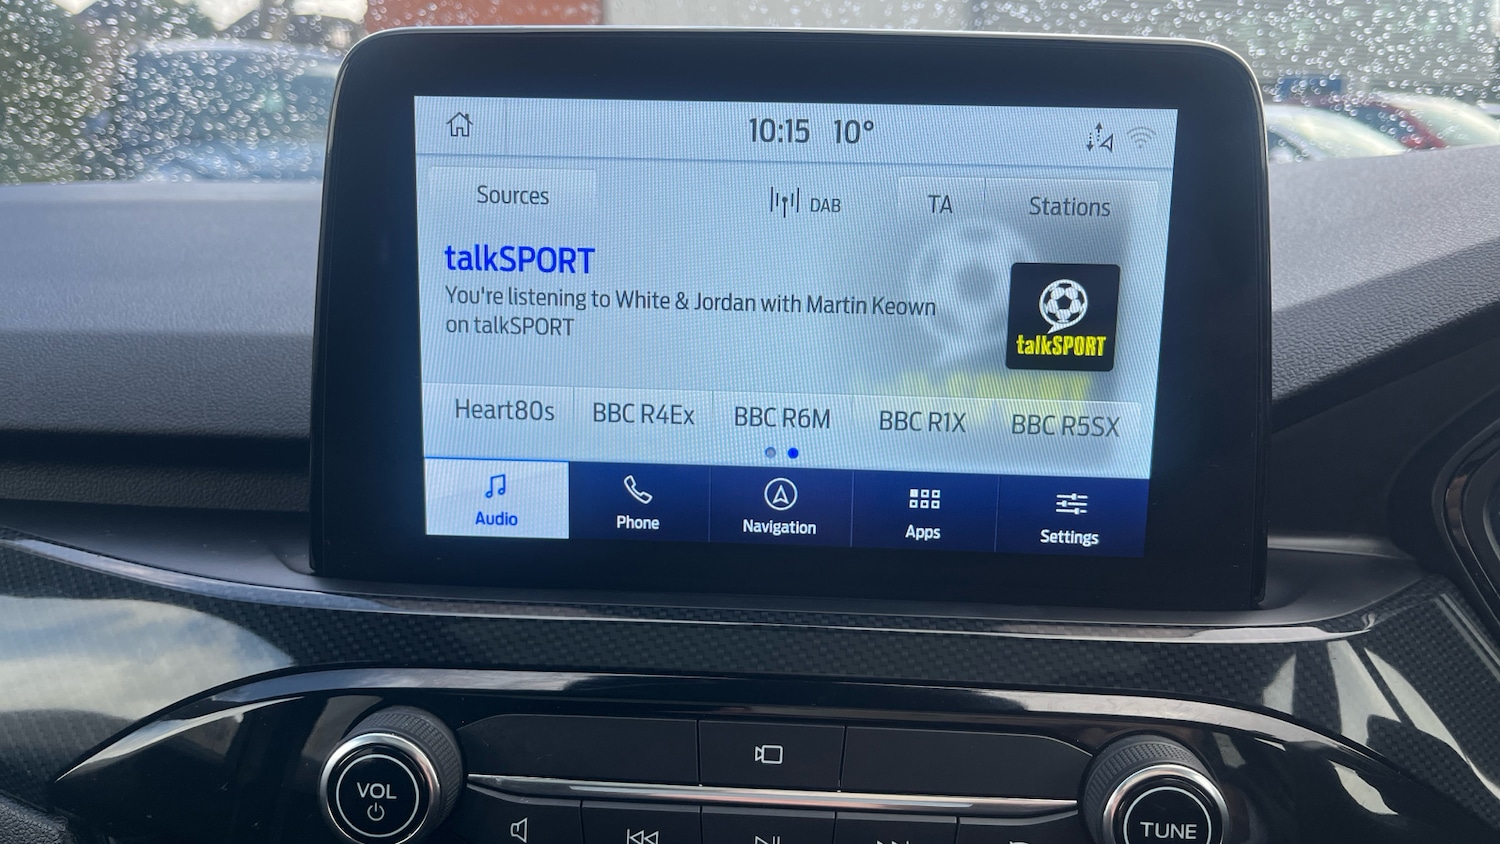 10:15 10°
Sources
DAB
TA
Stations
talkSPORT
You're listening to White & Jordan with Martin Keown
on talkSPORT
talkSPORT
Heart80s
BBC R4Ex
BBC R6M
BBC R1X
BBC R5SX
Audio
Phone
Navigation
Apps
Settings
VOL
TUNE